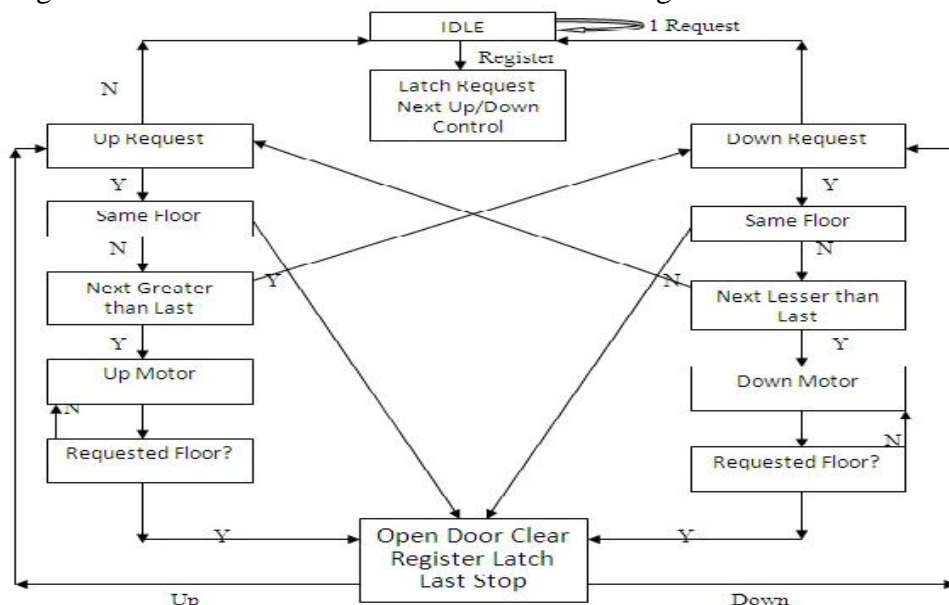 IDLE
1 Request
Register
Latch Request
Next Up/Down
Control
N
Up Request
Down Request
Y
Y
Same Floor
Same Floor
N
N
Y
N
Next Greater
than Last
Next Lesser than
Last
Y
Y
Up Motor
Down Motor
N
N
Requested Floor?
Requested Floor?
Y
Y
Open Door Clear
Register Latch
Last Stop
Up
Down